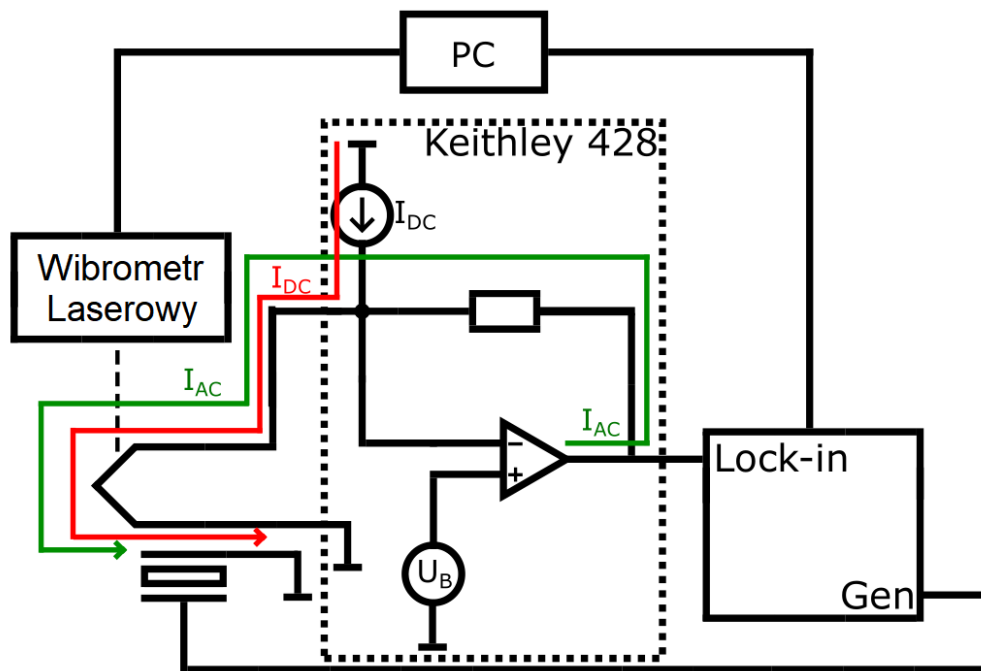 PC
Keithley 428
I_DC
Wibrometr
Laserowy
I_DC
I_AC
I_AC
−
+
Lock-in
U_B
Gen